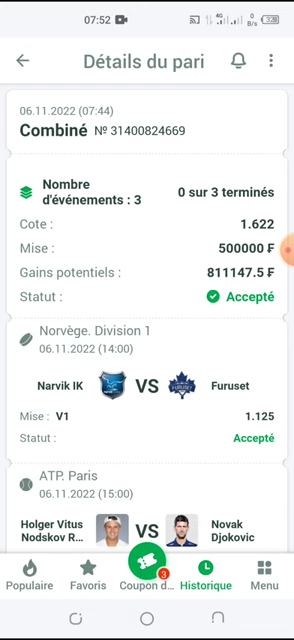 07:52
4G
0
B/s
Détails du pari
06.11.2022 (07:44)
Combiné № 31400824669
Nombre
d'événements : 3
0 sur 3 terminés
Cote :
1.622
Mise :
500000 ₣
Gains potentiels :
811147.5 ₣
Statut :
Accepté
Norvège. Division 1
06.11.2022 (14:00)
Narvik IK
VS
FURUSET
Furuset
Mise : V1
1.125
Statut :
Accepté
ATP. Paris
06.11.2022 (15:00)
Holger Vitus
Nodskov R...
VS
Novak
Djokovic
3
Populaire
Favoris
Coupon d...
Historique
Menu